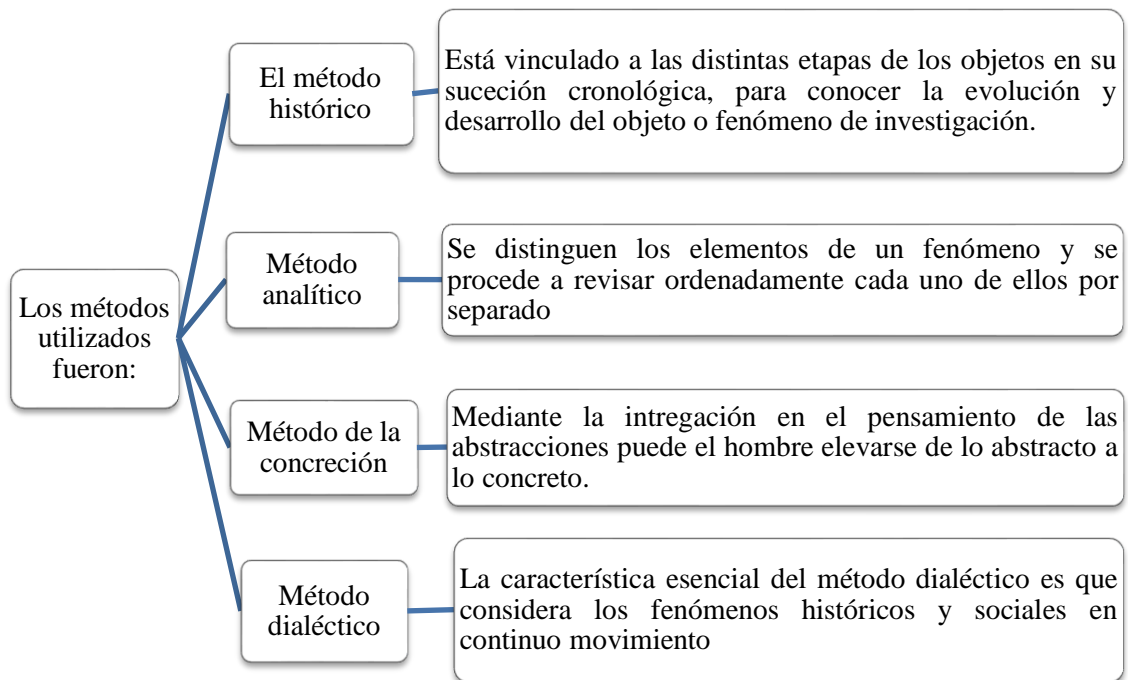 Los métodos
utilizados
fueron:
El método
histórico
Está vinculado a las distintas etapas de los objetos en su
suceción cronológica, para conocer la evolución y
desarrollo del objeto o fenómeno de investigación.
Método
analítico
Se distinguen los elementos de un fenómeno y se
procede a revisar ordenadamente cada uno de ellos por
separado
Método de la
concreción
Mediante la intregación en el pensamiento de las
abstracciones puede el hombre elevarse de lo abstracto a
lo concreto.
Método
dialéctico
La característica esencial del método dialéctico es que
considera los fenómenos históricos y sociales en
continuo movimiento